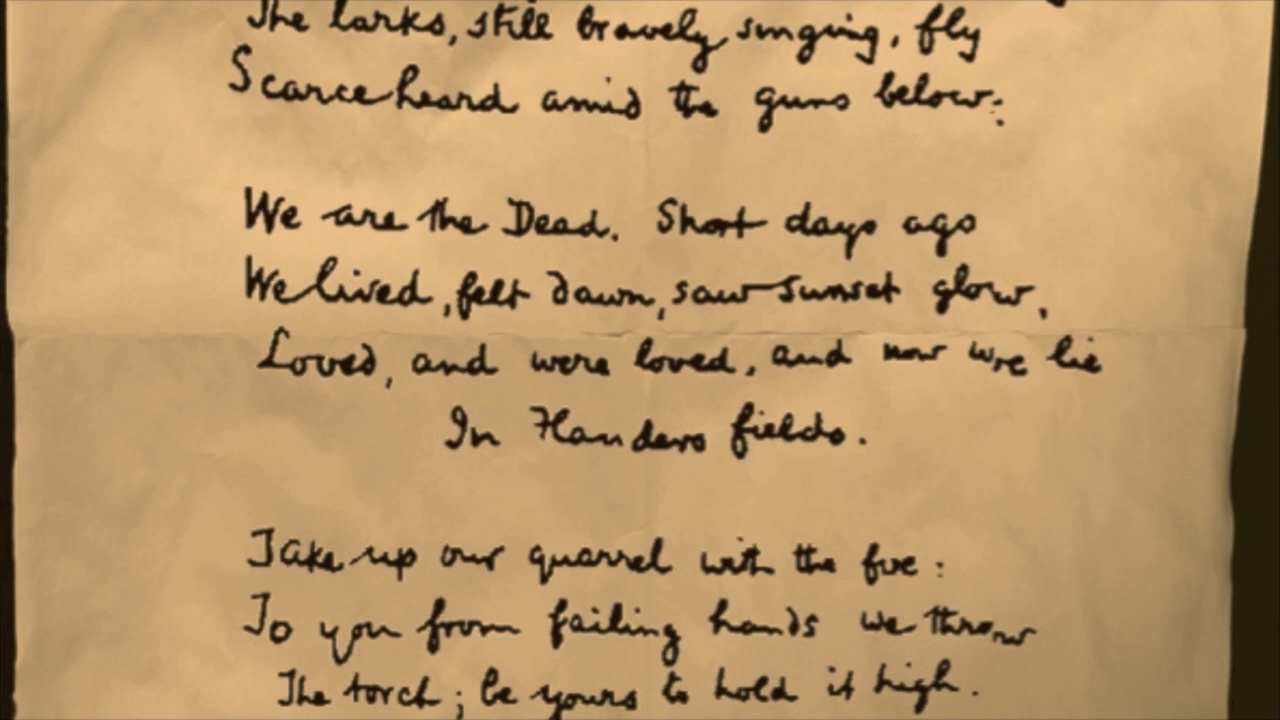 The larks, still bravely singing, fly
Scarce heard amid the guns below:
We are the Dead. Short days ago
We lived, felt dawn, saw sunset glow,
Loved, and were loved, and now we lie
In Flanders fields.
Take up our quarrel with the foe:
To you from failing hands we throw
The torch; be yours to hold it high.